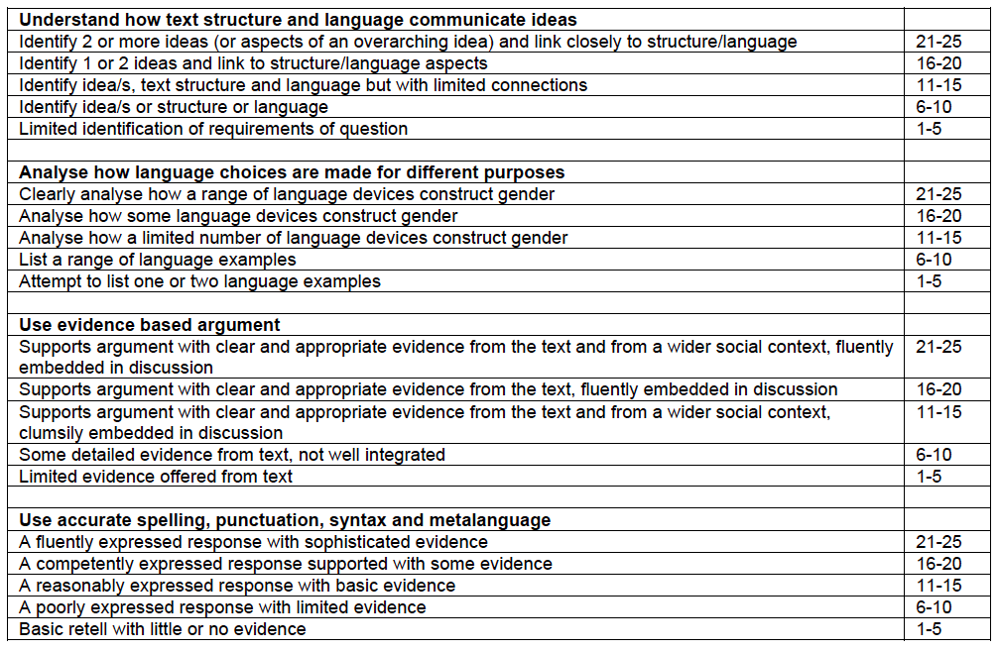 Understand how text structure and language communicate ideas
Identify 2 or more ideas (or aspects of an overarching idea) and link closely to structure/language 21-25
Identify 1 or 2 ideas and link to structure/language aspects 16-20
Identify idea/s, text structure and language but with limited connections 11-15
Identify idea/s or structure or language 6-10
Limited identification of requirements of question 1-5
Analyse how language choices are made for different purposes
Clearly analyse how a range of language devices construct gender 21-25
Analyse how some language devices construct gender 16-20
Analyse how a limited number of language devices construct gender 11-15
List a range of language examples 6-10
Attempt to list one or two language examples 1-5
Use evidence based argument
Supports argument with clear and appropriate evidence from the text and from a wider social context, fluently 21-25
embedded in discussion
Supports argument with clear and appropriate evidence from the text, fluently embedded in discussion 16-20
Supports argument with clear and appropriate evidence from the text and from a wider social context, 11-15
clumsily embedded in discussion
Some detailed evidence from text, not well integrated 6-10
Limited evidence offered from text 1-5
Use accurate spelling, punctuation, syntax and metalanguage
A fluently expressed response with sophisticated evidence 21-25
A competently expressed response supported with some evidence 16-20
A reasonably expressed response with basic evidence 11-15
A poorly expressed response with limited evidence 6-10
Basic retell with little or no evidence 1-5